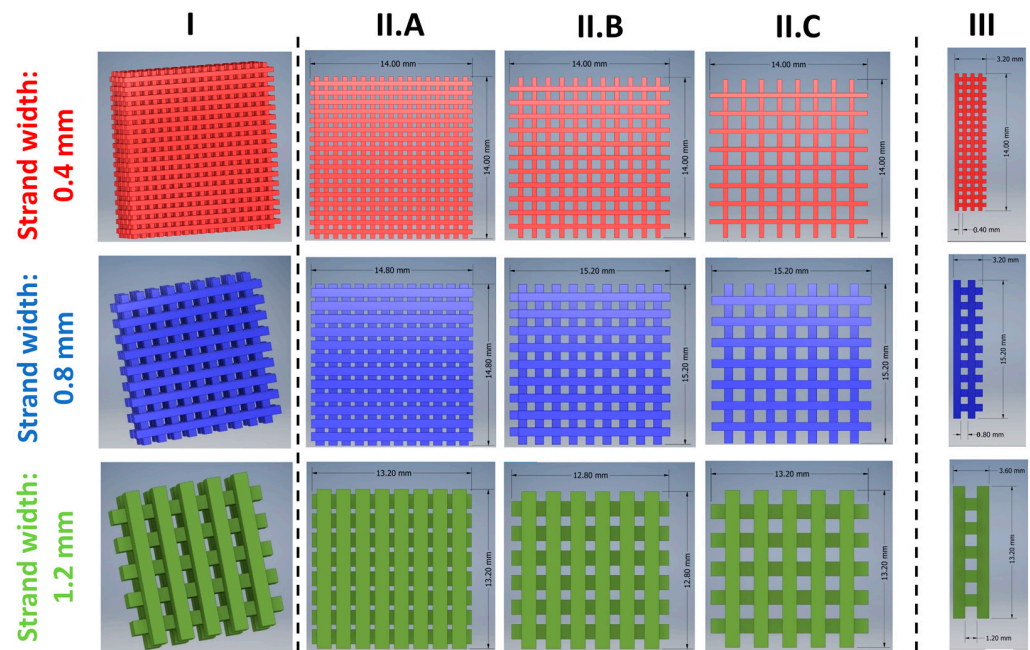 I II.A II.B II.C III
Strand width:
0.4 mm
14.00 mm
14.00 mm
14.00 mm
14.00 mm
14.00 mm
14.00 mm
3.20 mm
14.00 mm
0.40 mm
Strand width:
0.8 mm
14.80 mm
14.80 mm
15.20 mm
15.20 mm
15.20 mm
15.20 mm
3.20 mm
15.20 mm
0.80 mm
Strand width:
1.2 mm
13.20 mm
13.20 mm
12.80 mm
12.80 mm
13.20 mm
13.20 mm
3.60 mm
13.20 mm
1.20 mm